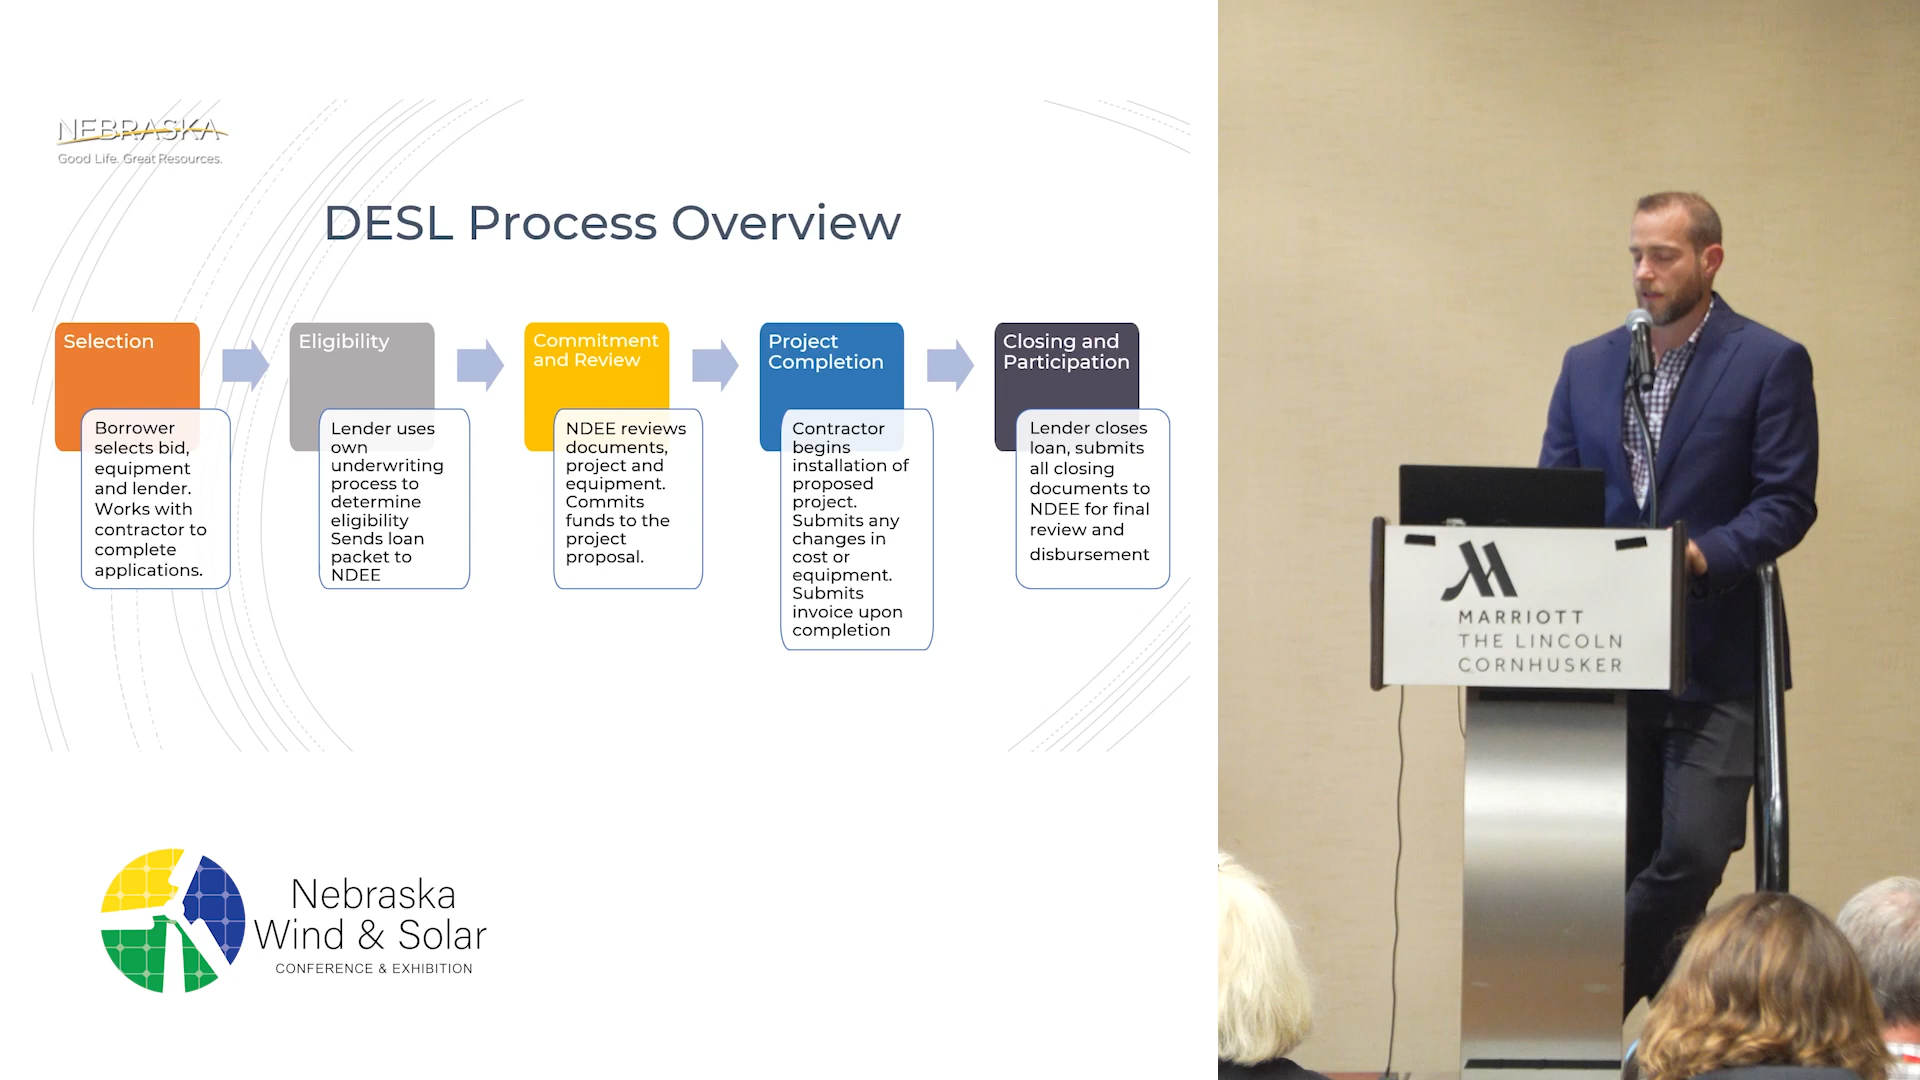 NEBRASKA
Good Life. Great Resources.
DESL Process Overview
Selection
Borrower
selects bid,
equipment
and lender.
Works with
contractor to
complete
applications.
Eligibility
Lender uses
own
underwriting
process to
determine
eligibility
Sends loan
packet to
NDEE
Commitment
and Review
NDEE reviews
documents,
project and
equipment.
Commits
funds to the
project
proposal.
Project
Completion
Contractor
begins
installation of
proposed
project.
Submits any
changes in
cost or
equipment.
Submits
invoice upon
completion
Closing and
Participation
Lender closes
loan, submits
all closing
documents to
NDEE for final
review and
disbursement
Nebraska
Wind & Solar
CONFERENCE & EXHIBITION
MARRIOTT
THE LINCOLN
CORNHUSKER